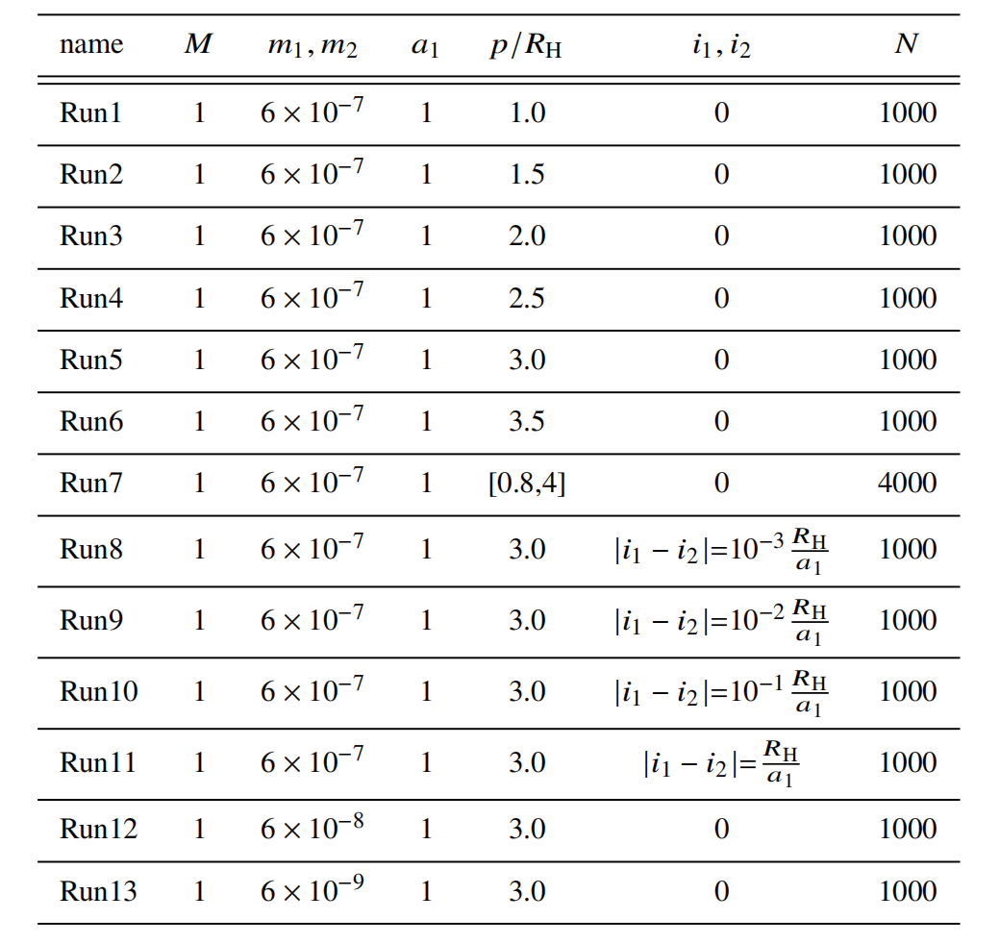 name M m₁, m₂ a₁ p/R_H i₁, i₂ N
Run1 1 6 × 10⁻⁷ 1 1.0 0 1000
Run2 1 6 × 10⁻⁷ 1 1.5 0 1000
Run3 1 6 × 10⁻⁷ 1 2.0 0 1000
Run4 1 6 × 10⁻⁷ 1 2.5 0 1000
Run5 1 6 × 10⁻⁷ 1 3.0 0 1000
Run6 1 6 × 10⁻⁷ 1 3.5 0 1000
Run7 1 6 × 10⁻⁷ 1 [0.8,4] 0 4000
Run8 1 6 × 10⁻⁷ 1 3.0 |i₁ − i₂|=10⁻³ R_H/a₁ 1000
Run9 1 6 × 10⁻⁷ 1 3.0 |i₁ − i₂|=10⁻² R_H/a₁ 1000
Run10 1 6 × 10⁻⁷ 1 3.0 |i₁ − i₂|=10⁻¹ R_H/a₁ 1000
Run11 1 6 × 10⁻⁷ 1 3.0 |i₁ − i₂|=R_H/a₁ 1000
Run12 1 6 × 10⁻⁸ 1 3.0 0 1000
Run13 1 6 × 10⁻⁹ 1 3.0 0 1000